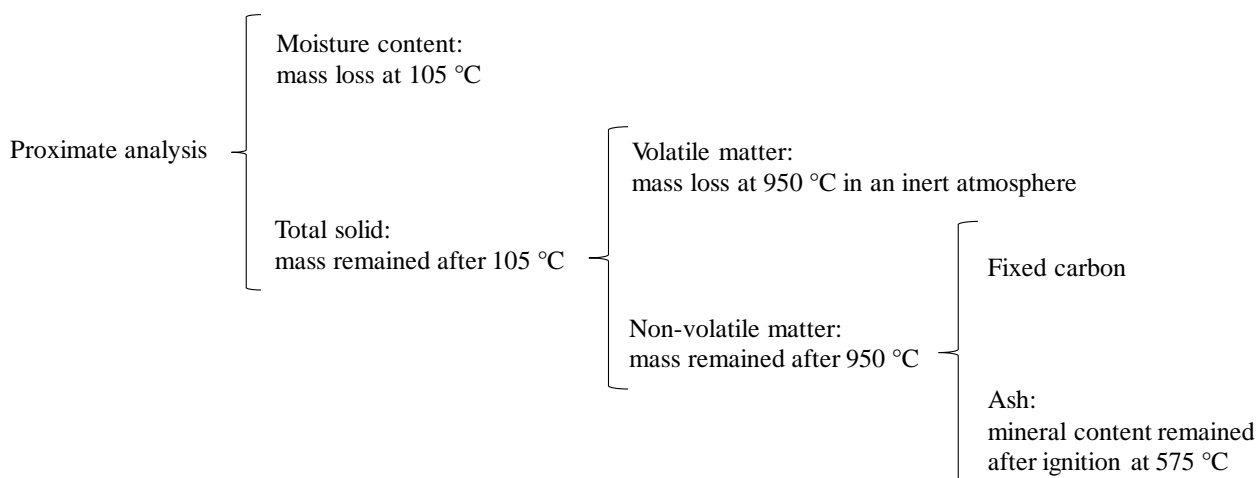 Proximate analysis
Moisture content:
mass loss at 105 °C
Total solid:
mass remained after 105 °C
Volatile matter:
mass loss at 950 °C in an inert atmosphere
Non-volatile matter:
mass remained after 950 °C
Fixed carbon
Ash:
mineral content remained
after ignition at 575 °C